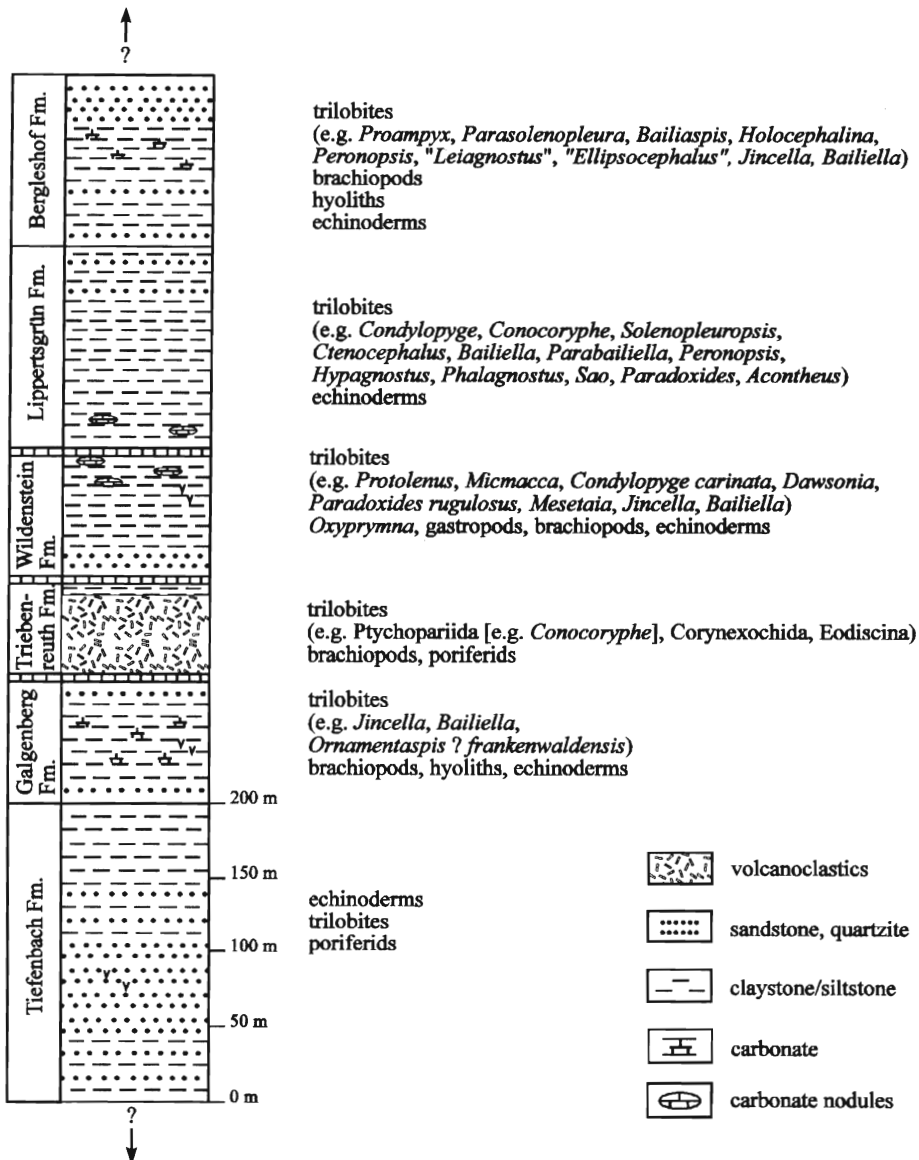 ?
Bergleshof Fm.
trilobites
(e.g. Proampyx, Parasolenopleura, Bailiaspis, Holocephalina,
Peronopsis, "Leiagnostus", "Ellipsocephalus", Jincella, Bailiella)
brachiopods
hyoliths
echinoderms
Lippertsgrün Fm.
trilobites
(e.g. Condylopyge, Conocoryphe, Solenopleuropsis,
Ctenocephalus, Bailiella, Parabailiella, Peronopsis,
Hypagnostus, Phalagnostus, Sao, Paradoxides, Acontheus)
echinoderms
Wildenstein
Fm.
trilobites
(e.g. Protolenus, Micmacca, Condylopyge carinata, Dawsonia,
Paradoxides rugulosus, Mesetaia, Jincella, Bailiella)
Oxyprymna, gastropods, brachiopods, echinoderms
Trieben-
reuth Fm.
trilobites
(e.g. Ptychopariida [e.g. Conocoryphe], Corynexochida, Eodiscina)
brachiopods, poriferids
Galgenberg
Fm.
trilobites
(e.g. Jincella, Bailiella,
Ornamentaspis ? frankenwaldensis)
brachiopods, hyoliths, echinoderms
Tiefenbach Fm.
200 m
150 m
100 m
50 m
0 m
echinoderms
trilobites
poriferids
?
volcanoclastics
sandstone, quartzite
claystone/siltstone
carbonate
carbonate nodules